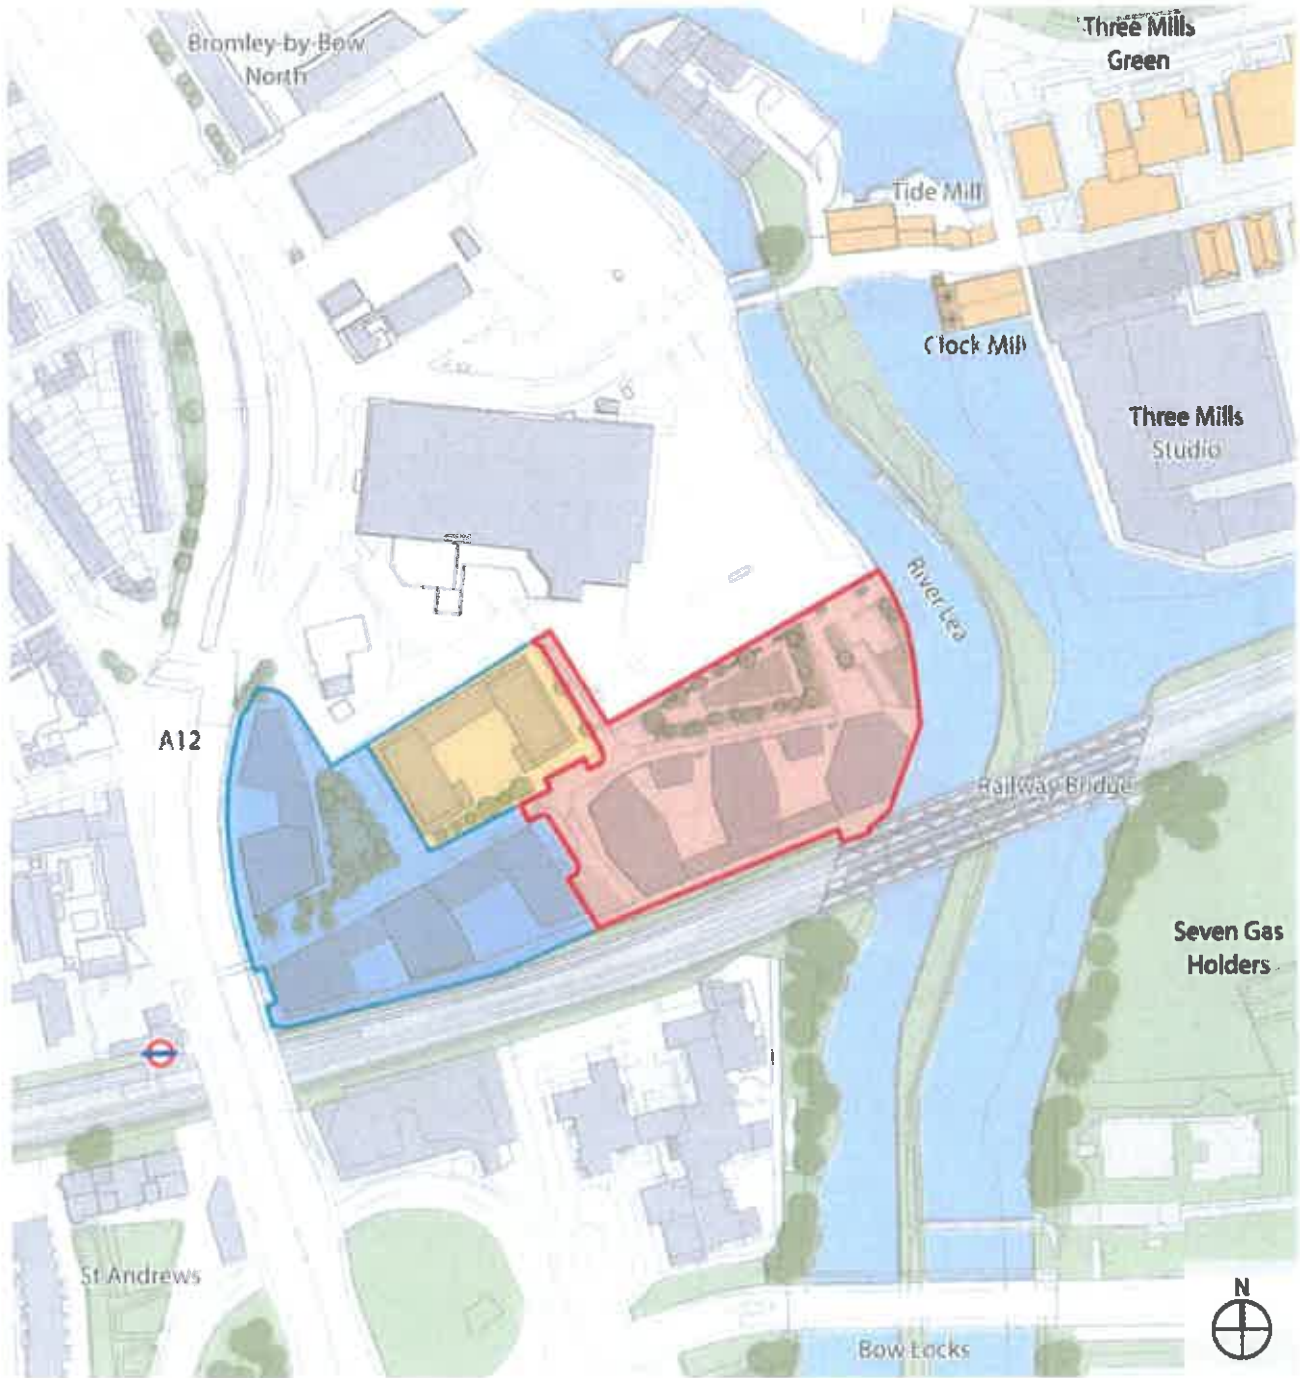 Bromley-by-Bow
North
Three Mills
Green
Tide Mill
Clock Mill
Three Mills
Studio
River Lea
A12
Railway Bridge
Seven Gas
Holders
St Andrews
Bow Locks
N